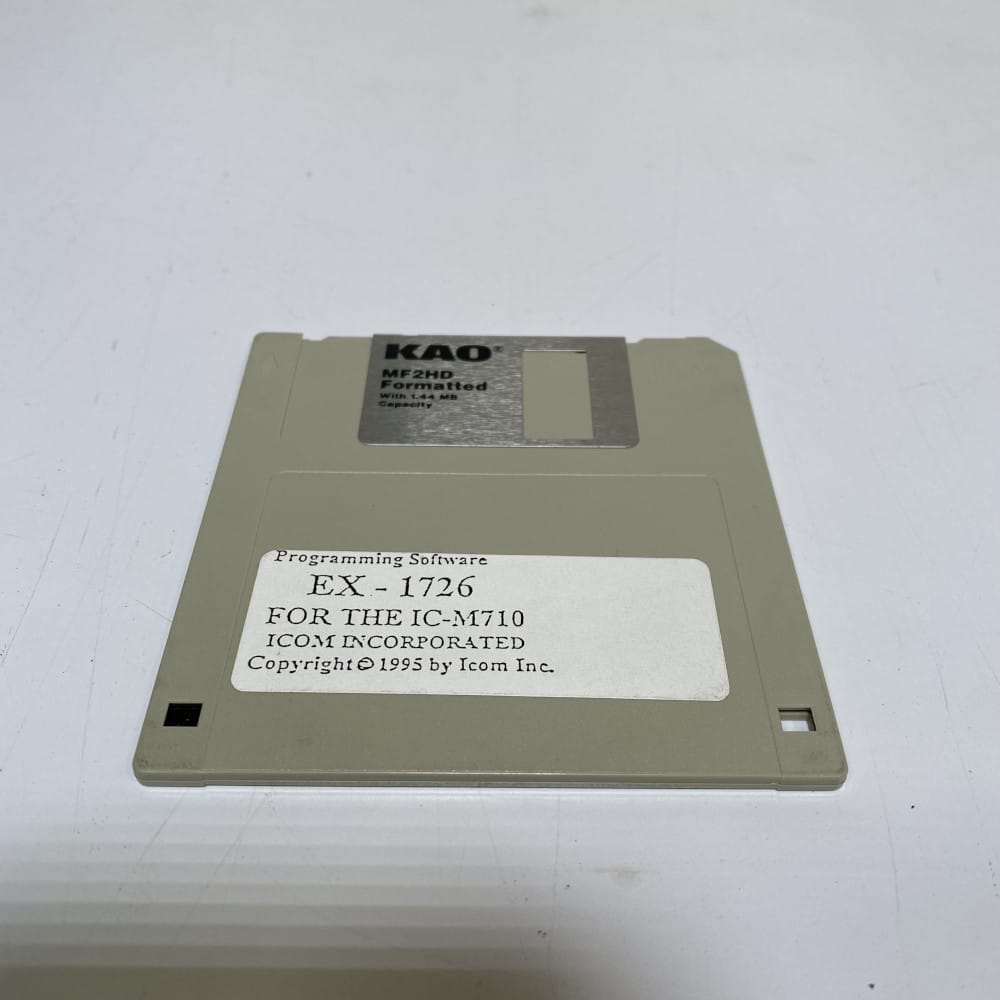 KAO®
MF2HD
Formatted
With 1.44 MB
Capacity
Programming Software
EX - 1726
FOR THE IC-M710
ICOM INCORPORATED
Copyright © 1995 by Icom Inc.